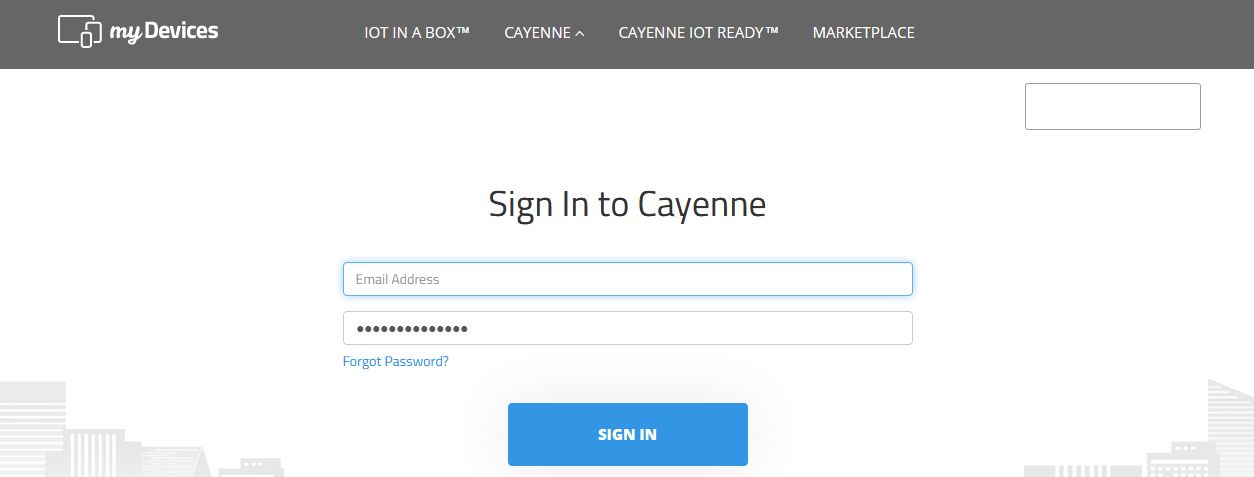 myDevices IOT IN A BOX™ CAYENNE CAYENNE IOT READY™ MARKETPLACE
Sign In to Cayenne
Email Address
••••••••••••••
Forgot Password?
SIGN IN